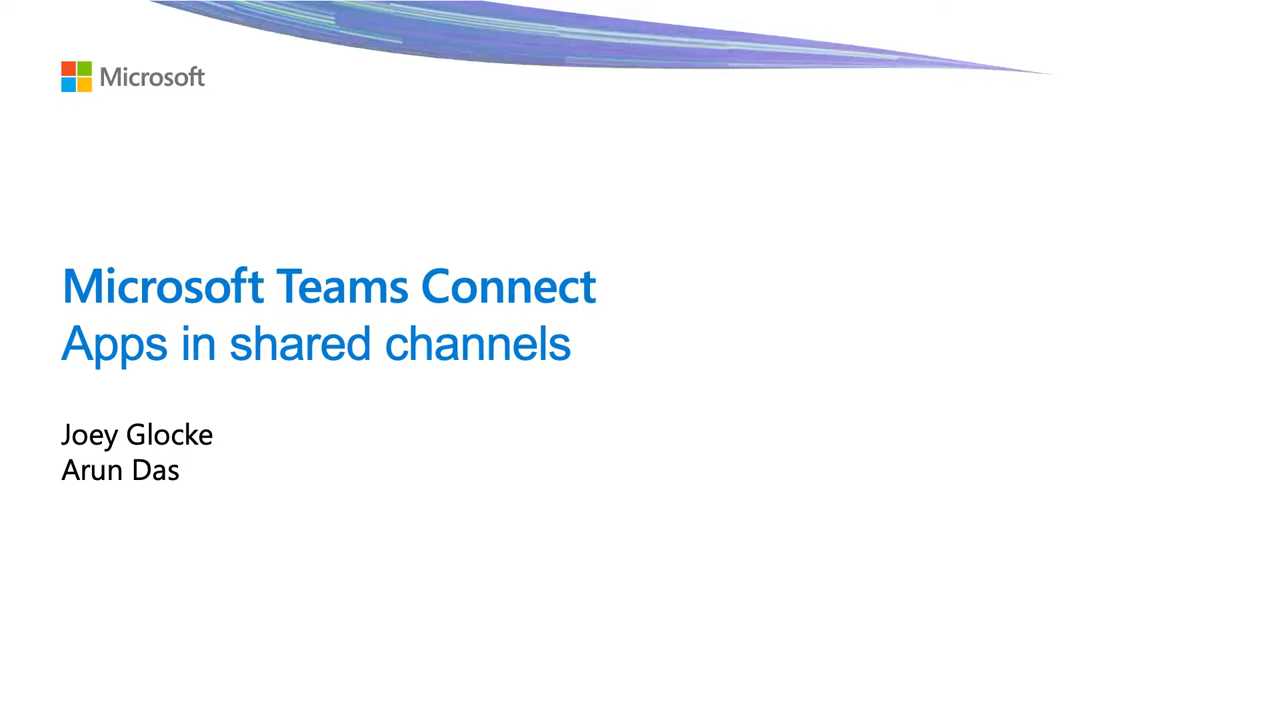 Microsoft
Microsoft Teams Connect
Apps in shared channels
Joey Glocke
Arun Das